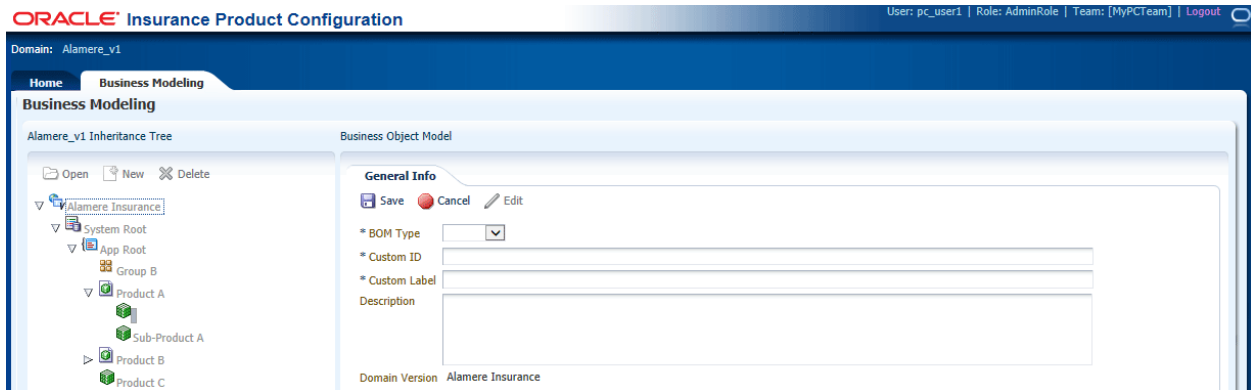 ORACLE® Insurance Product Configuration
User: pc_user1 | Role: AdminRole | Team: [MyPCTeam] | Logout
Domain: Alamere_v1
Home Business Modeling
Business Modeling
Alamere_v1 Inheritance Tree
Business Object Model
Open New Delete
Alamere Insurance
System Root
App Root
Group B
Product A
Sub-Product A
Product B
Product C
General Info
Save Cancel Edit
* BOM Type
* Custom ID
* Custom Label
Description
Domain Version Alamere Insurance